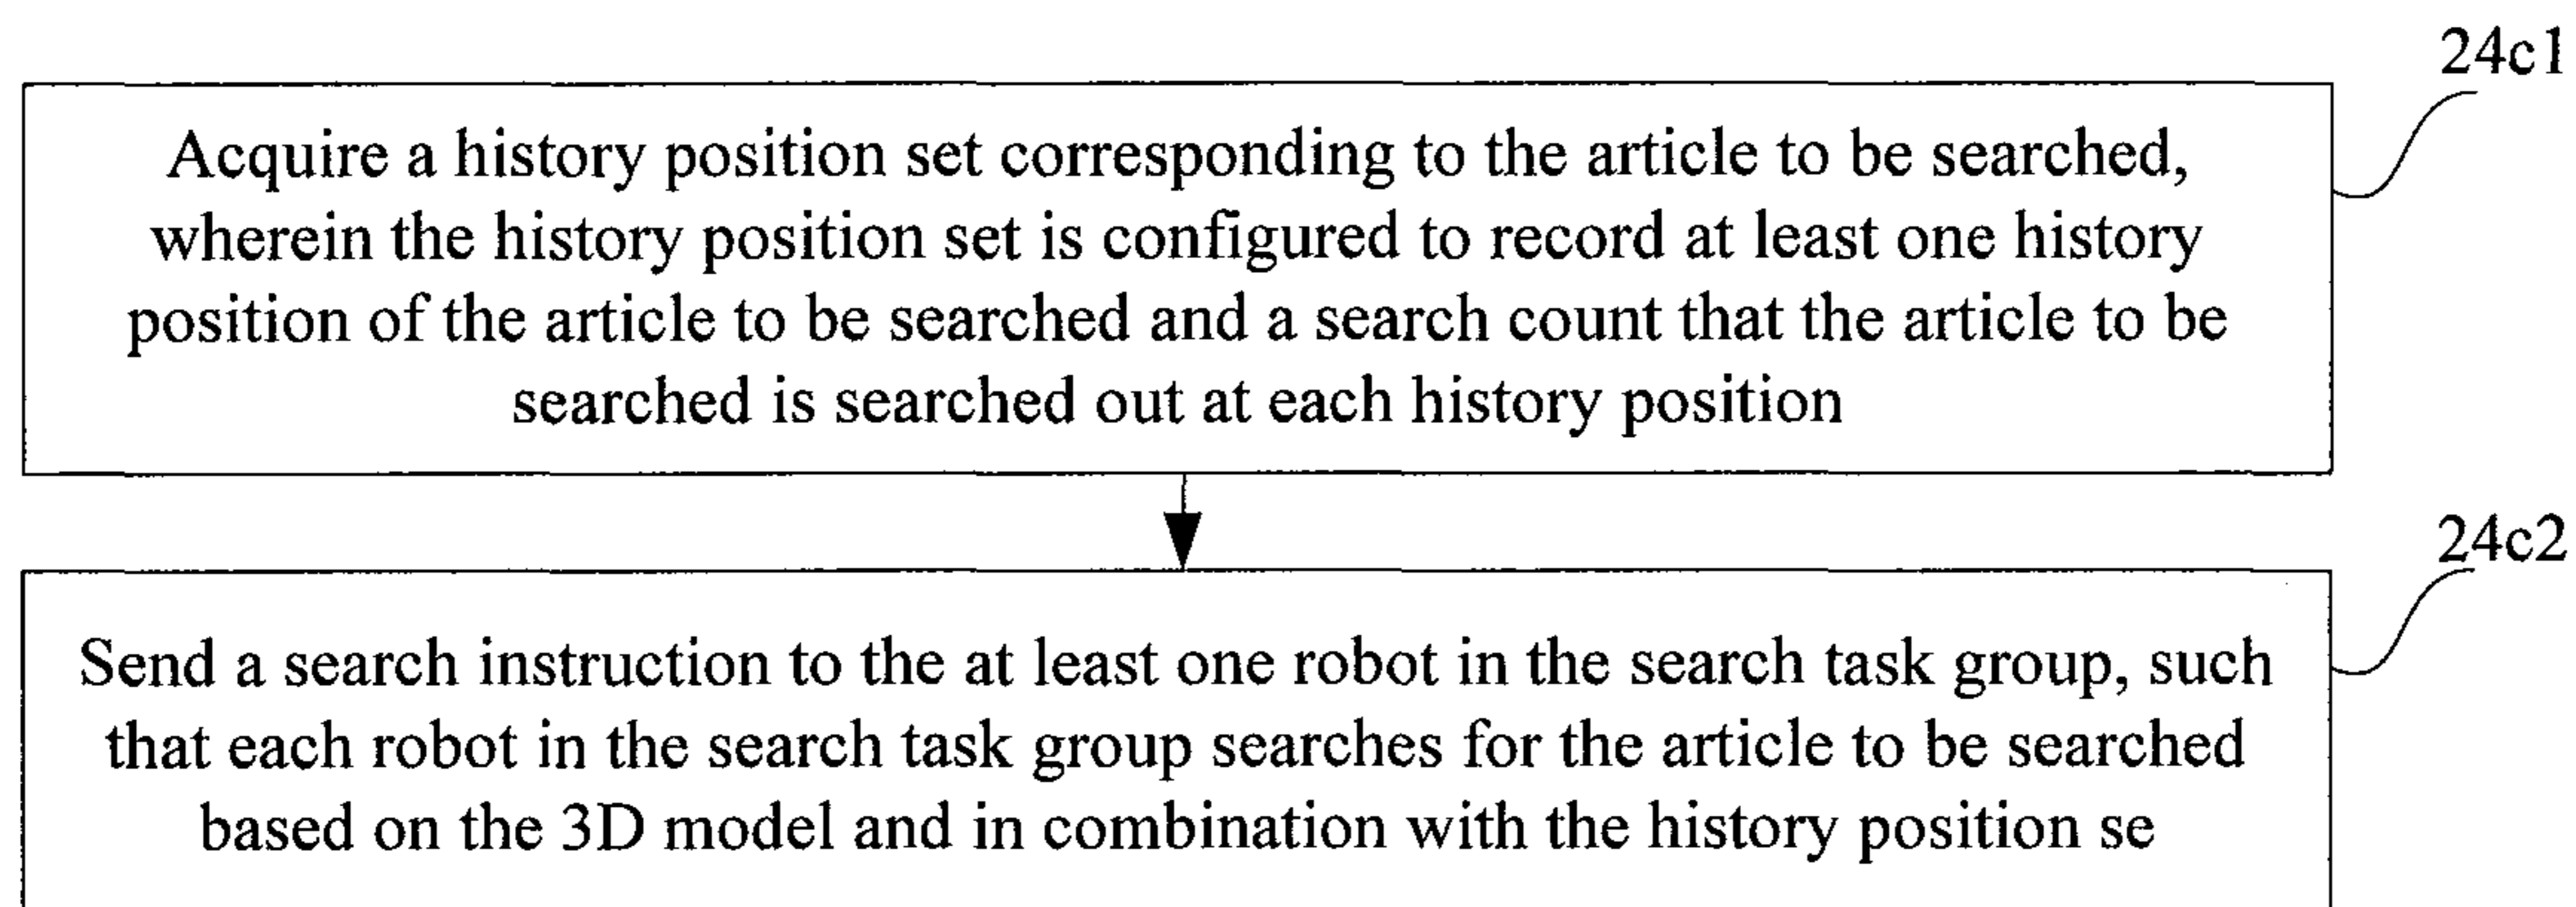 24c1
Acquire a history position set corresponding to the article to be searched,
wherein the history position set is configured to record at least one history
position of the article to be searched and a search count that the article to be
searched is searched out at each history position
24c2
Send a search instruction to the at least one robot in the search task group, such
that each robot in the search task group searches for the article to be searched
based on the 3D model and in combination with the history position se